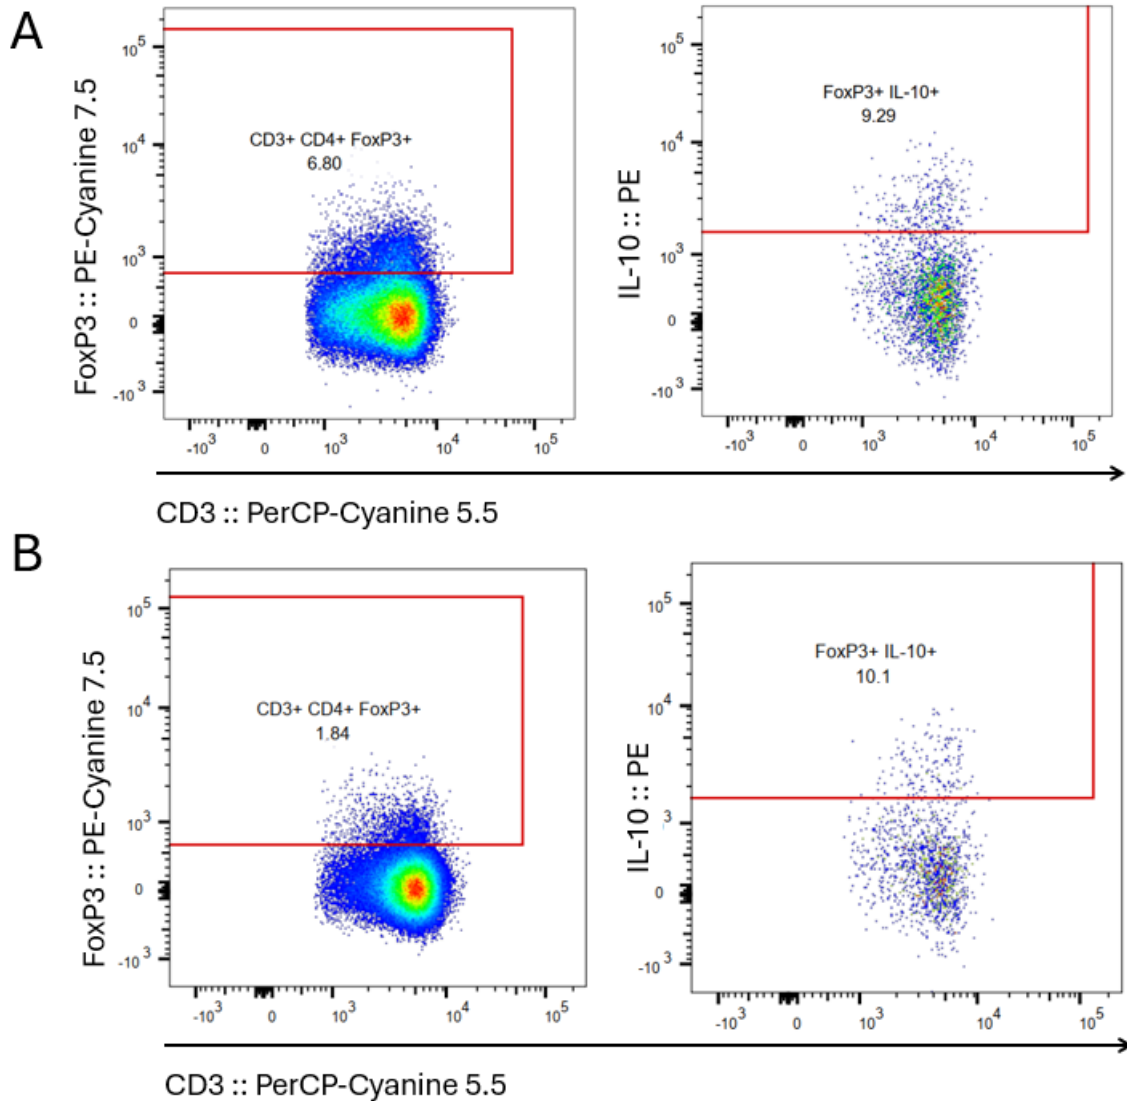 A
FoxP3 :: PE-Cyanine 7.5
10^5
10^4
10^3
0
-10^3
CD3+ CD4+ FoxP3+
6.80
-10^3 0 10^3 10^4 10^5
IL-10 :: PE
10^5
10^4
10^3
0
-10^3
FoxP3+ IL-10+
9.29
-10^3 0 10^3 10^4 10^5
CD3 :: PerCP-Cyanine 5.5
B
FoxP3 :: PE-Cyanine 7.5
10^5
10^4
10^3
0
-10^3
CD3+ CD4+ FoxP3+
1.84
-10^3 0 10^3 10^4 10^5
IL-10 :: PE
10^5
10^4
3
0
-10^3
FoxP3+ IL-10+
10.1
-10^3 0 10^3 10^4 10^5
CD3 :: PerCP-Cyanine 5.5